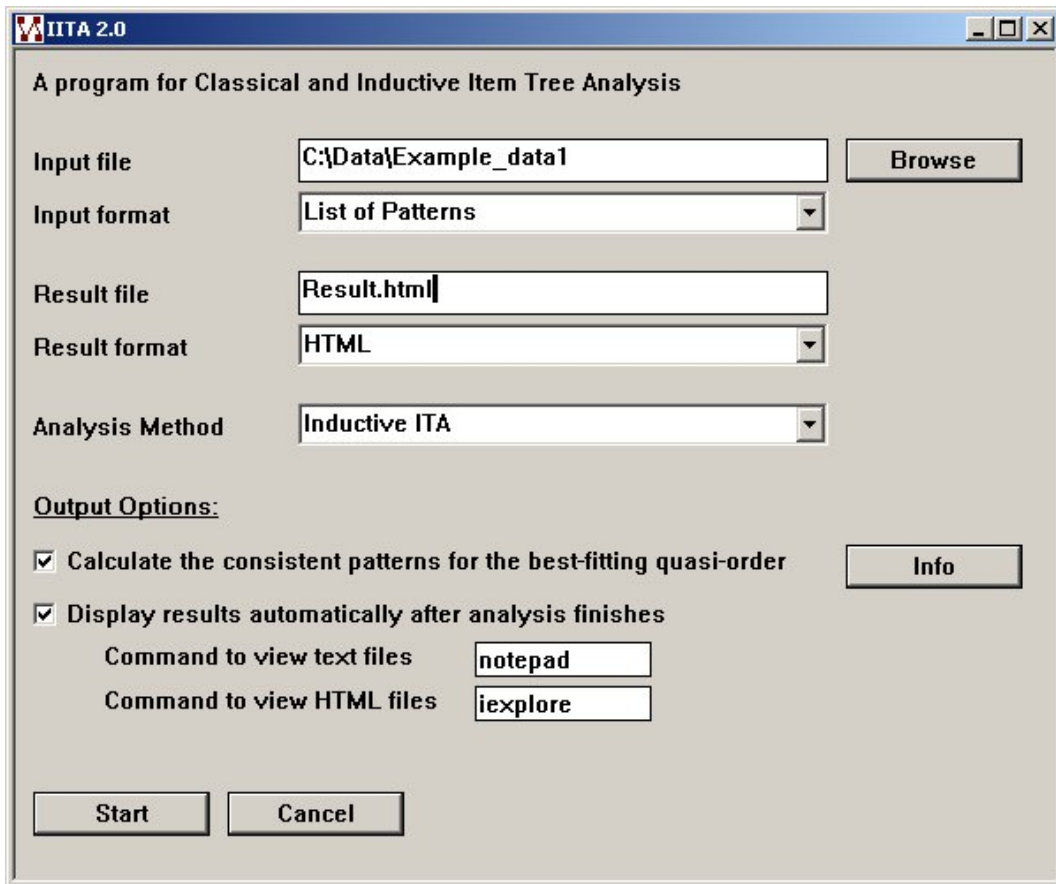 IITA 2.0
A program for Classical and Inductive Item Tree Analysis
Input file C:\Data\Example_data1 Browse
Input format List of Patterns
Result file Result.html
Result format HTML
Analysis Method Inductive ITA
Output Options:
Calculate the consistent patterns for the best-fitting quasi-order Info
Display results automatically after analysis finishes
Command to view text files notepad
Command to view HTML files iexplore
Start Cancel